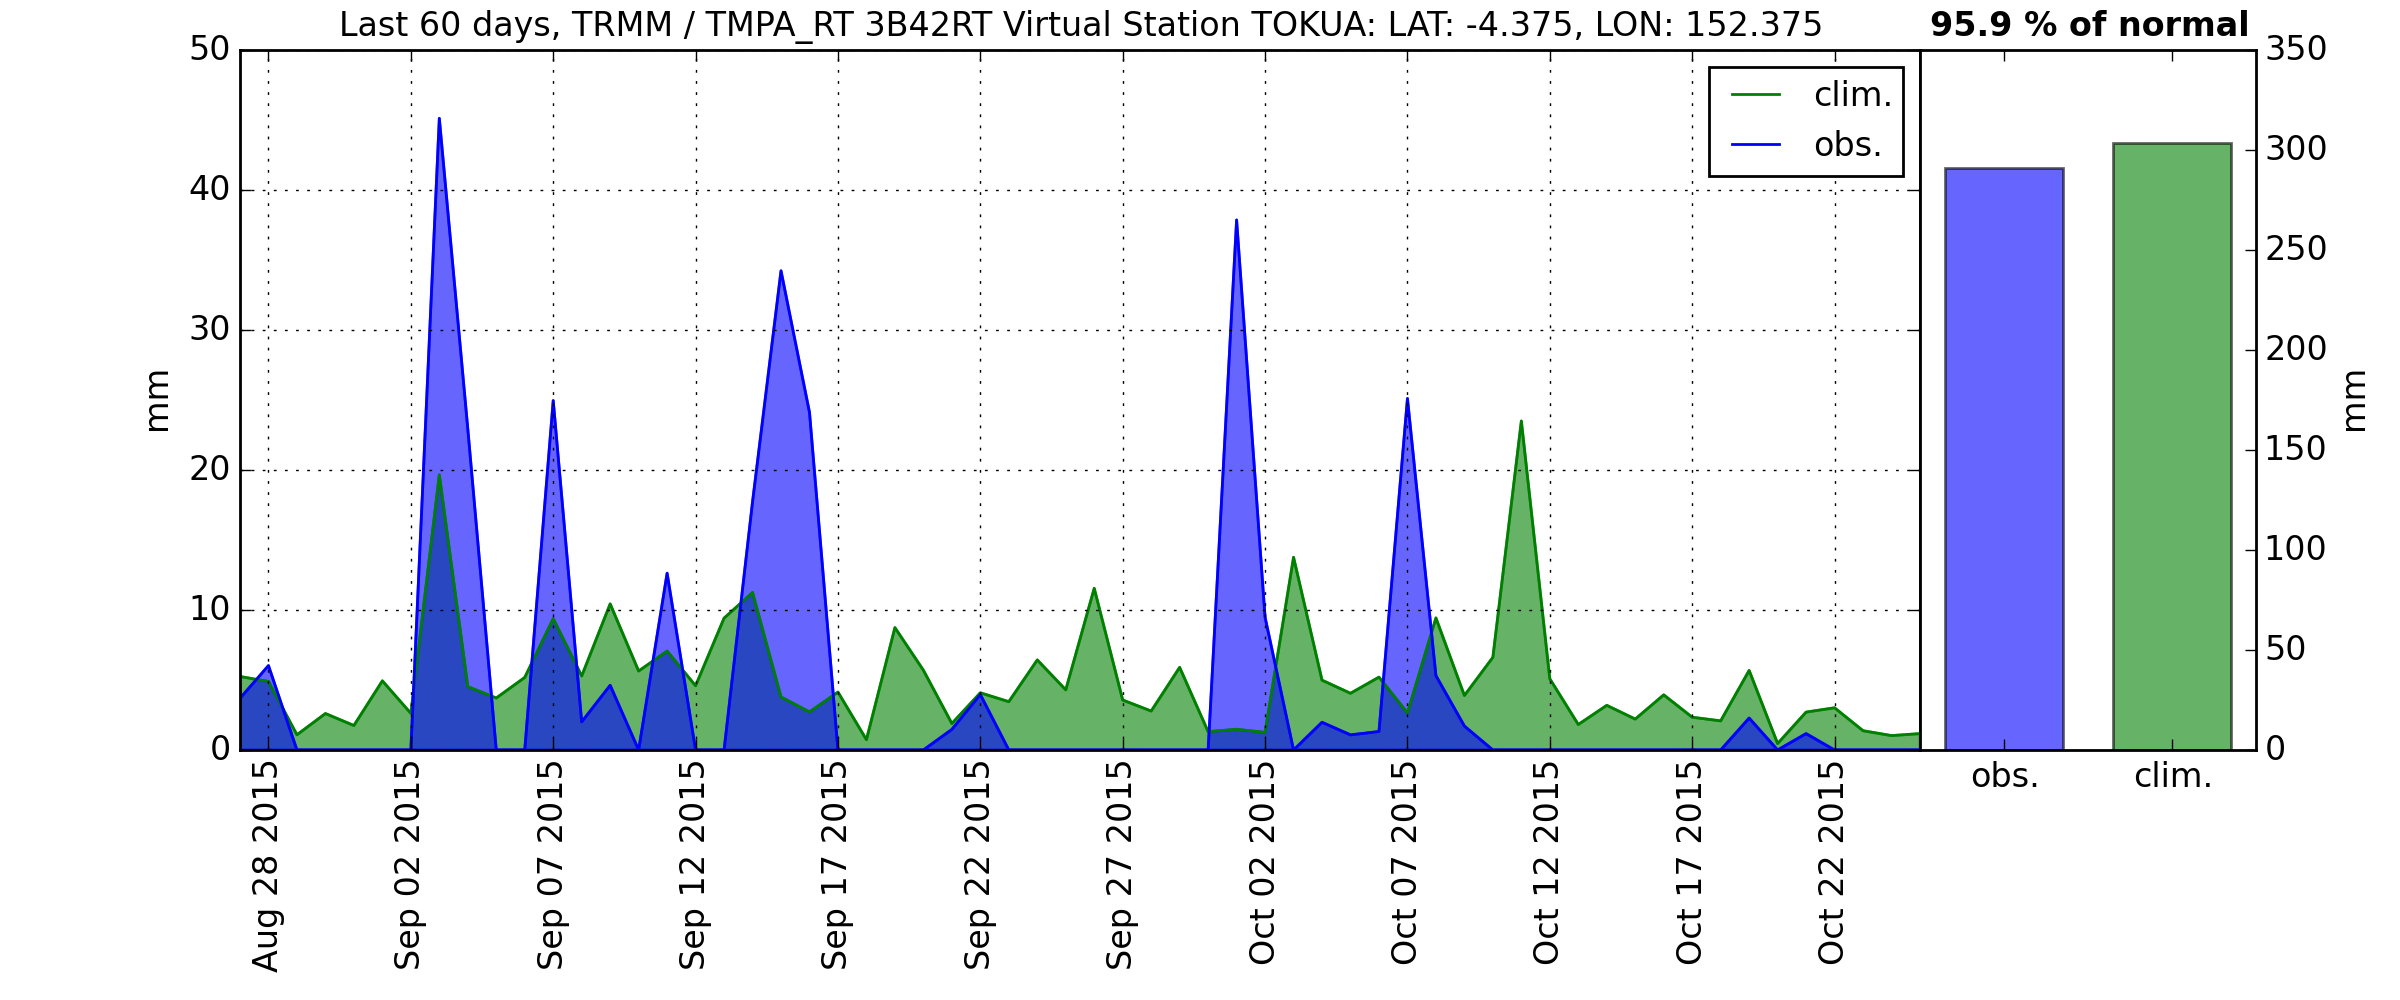 Last 60 days, TRMM / TMPA_RT 3B42RT Virtual Station TOKUA: LAT: -4.375, LON: 152.375
95.9 % of normal
50
40
30
20
10
0
mm
clim.
obs.
350
300
250
200
150
100
50
0
mm
Aug 28 2015
Sep 02 2015
Sep 07 2015
Sep 12 2015
Sep 17 2015
Sep 22 2015
Sep 27 2015
Oct 02 2015
Oct 07 2015
Oct 12 2015
Oct 17 2015
Oct 22 2015
obs.
clim.